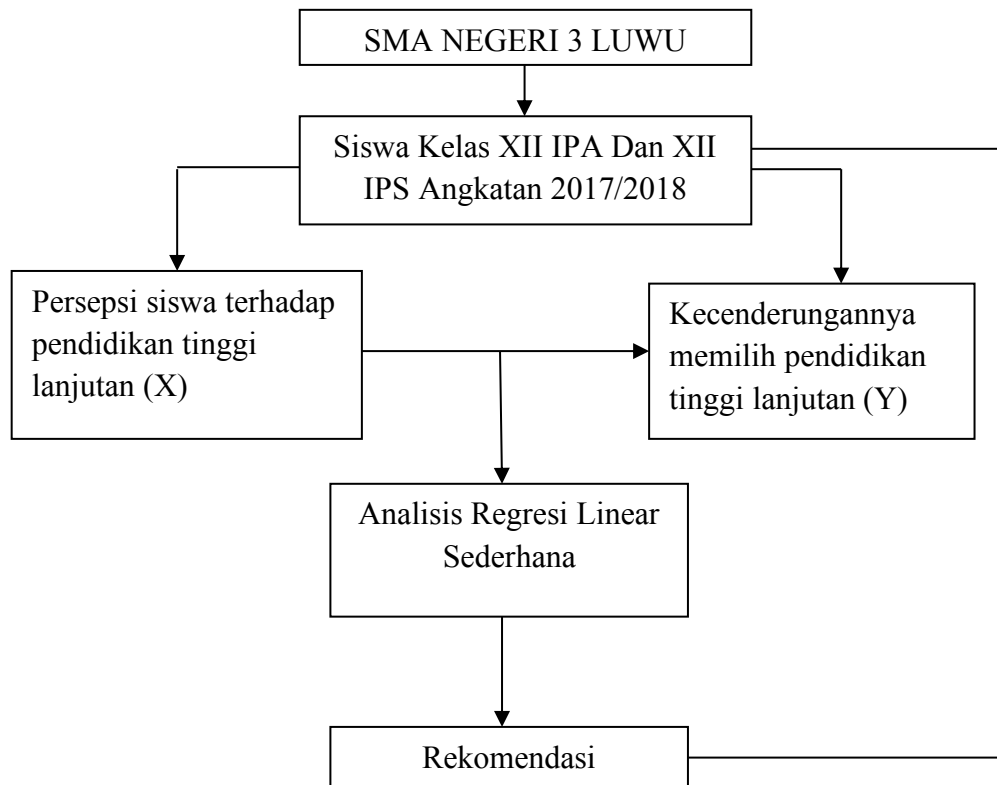 SMA NEGERI 3 LUWU
Siswa Kelas XII IPA Dan XII
IPS Angkatan 2017/2018
Persepsi siswa terhadap
pendidikan tinggi
lanjutan (X)
Kecenderungannya
memilih pendidikan
tinggi lanjutan (Y)
Analisis Regresi Linear
Sederhana
Rekomendasi